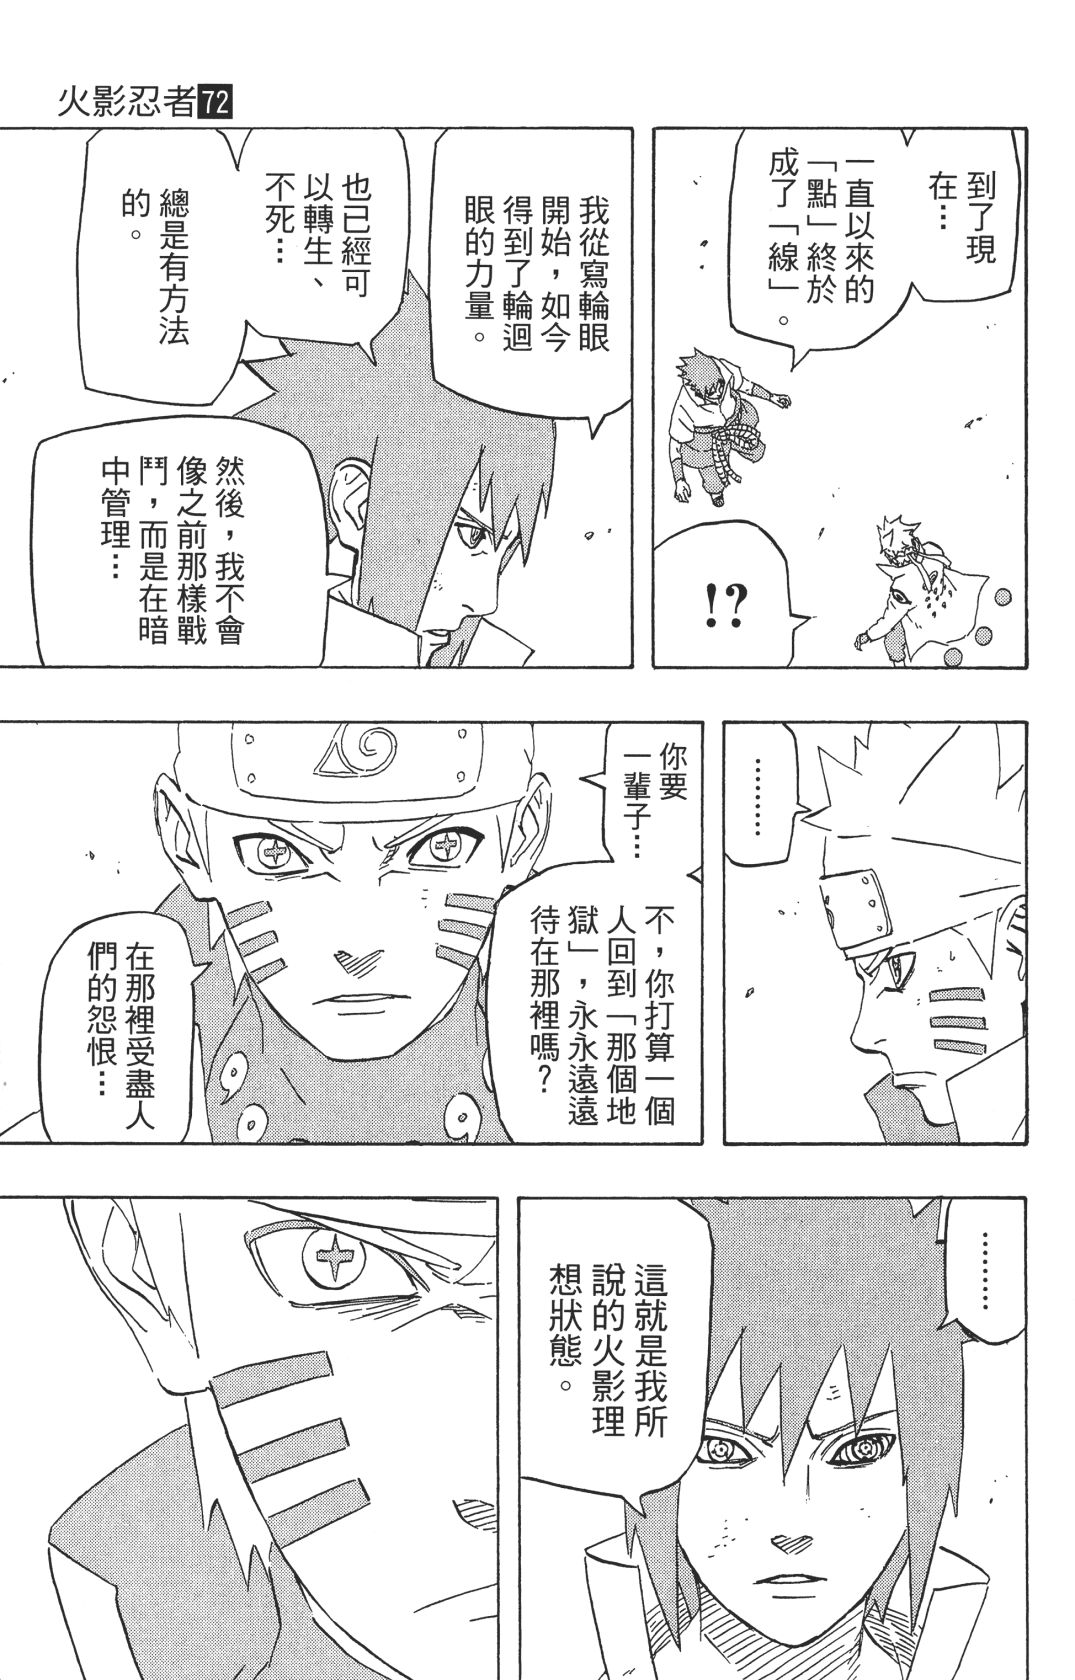 火影忍者72
到了現
在…
一直以來的
「點」終於
成了「線」。
!?
我從寫輪眼
開始，如今
得到了輪迴
眼的力量。
也已經可
以轉生、
不死…
總是有方法
的。
然後，我不會
像之前那樣戰
鬥，而是在暗
中管理…
………
你要
一輩子…
不，你打算一個
人回到「那個地
獄」，永永遠遠
待在那裡嗎？
在那裡受盡人
們的怨恨…
………
這就是我所
說的火影理
想狀態。